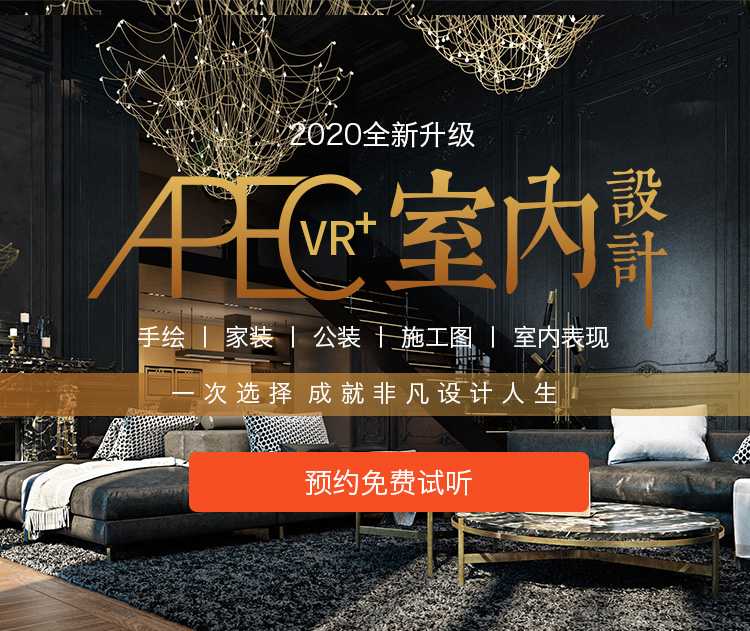 2020全新升级
APEC VR+ 室內設計
手绘 | 家装 | 公装 | 施工图 | 室内表现
一次选择 成就非凡设计人生
预约免费试听